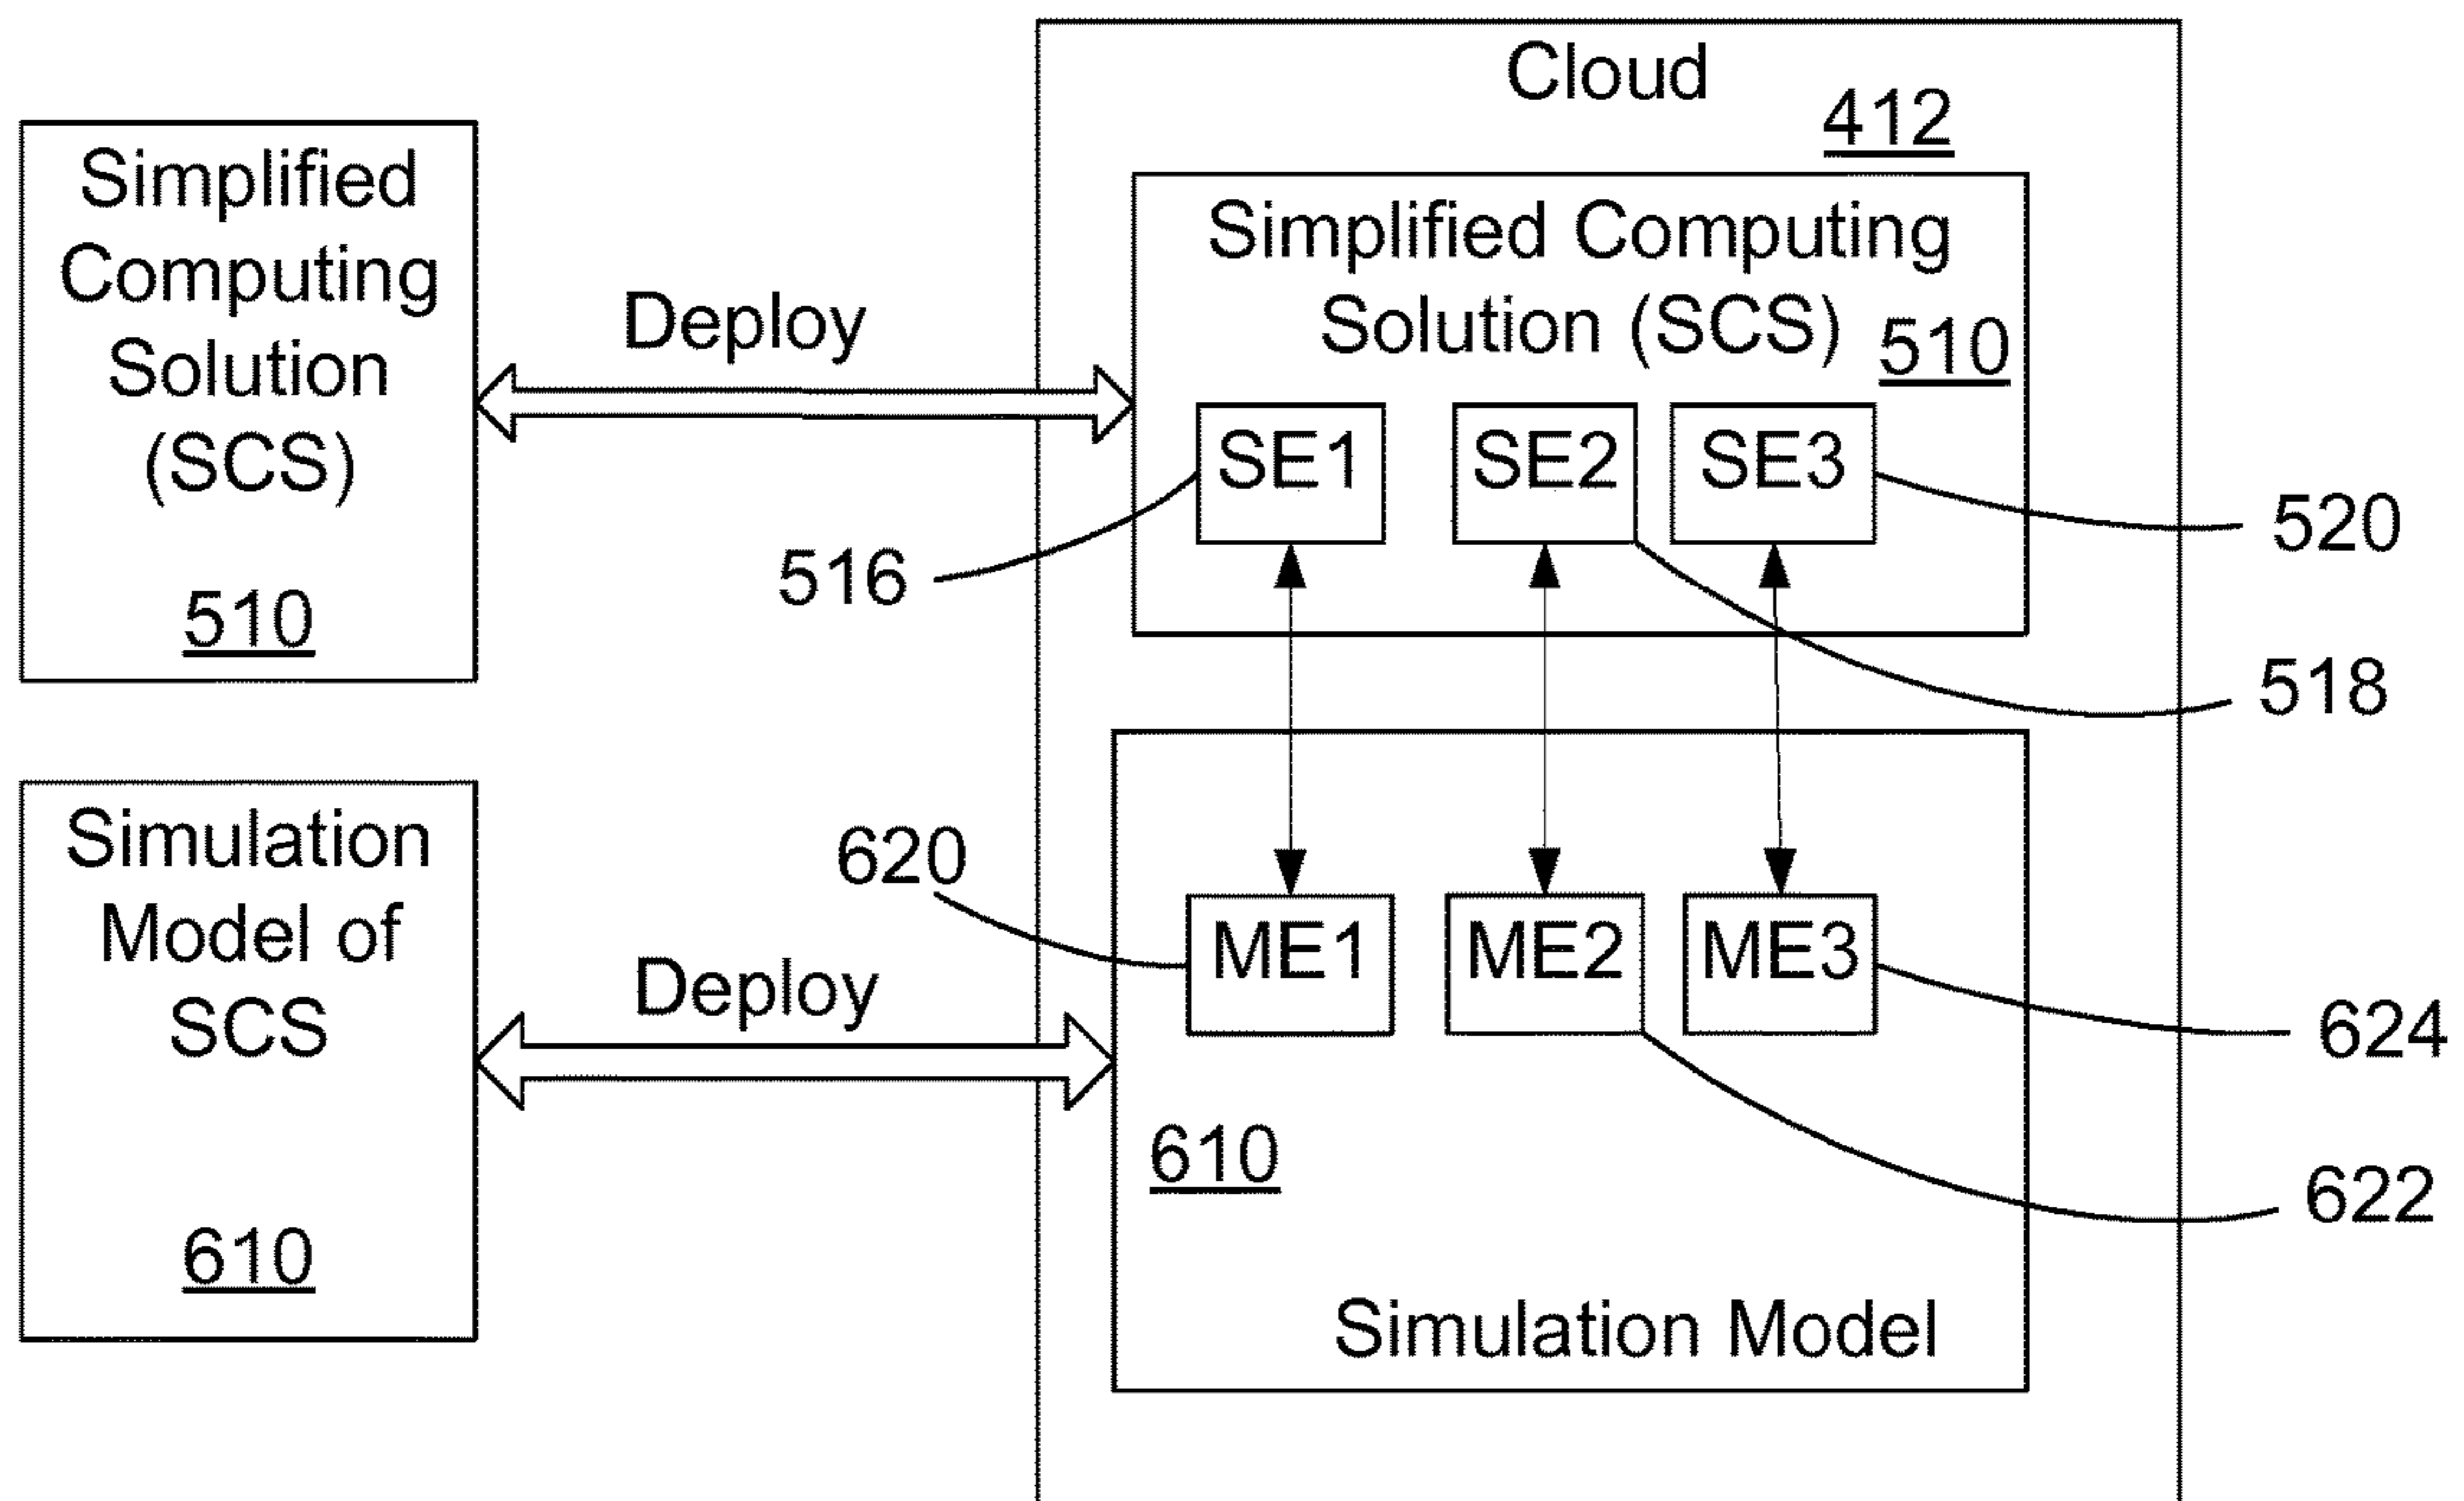 Cloud
412
Simplified
Computing
Solution
(SCS)
510
Deploy
Simplified Computing
Solution (SCS)
510
SE1
SE2
SE3
516
520
518
Simulation
Model of
SCS
610
Deploy
620
ME1
ME2
ME3
624
622
610
Simulation Model